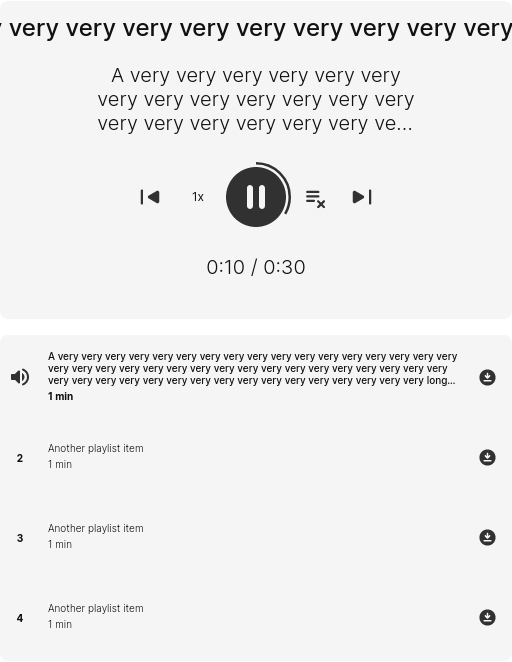 very very very very very very very very very
A very very very very very very
very very very very very very very
very very very very very very ve...
1x
0:10 / 0:30
A very very very very very very very very very very very very very very very very very
very very very very very very very very very very very very very very very very very
very very very very very very very very very very very very very very very very long...
1 min
2
Another playlist item
1 min
3
Another playlist item
1 min
4
Another playlist item
1 min